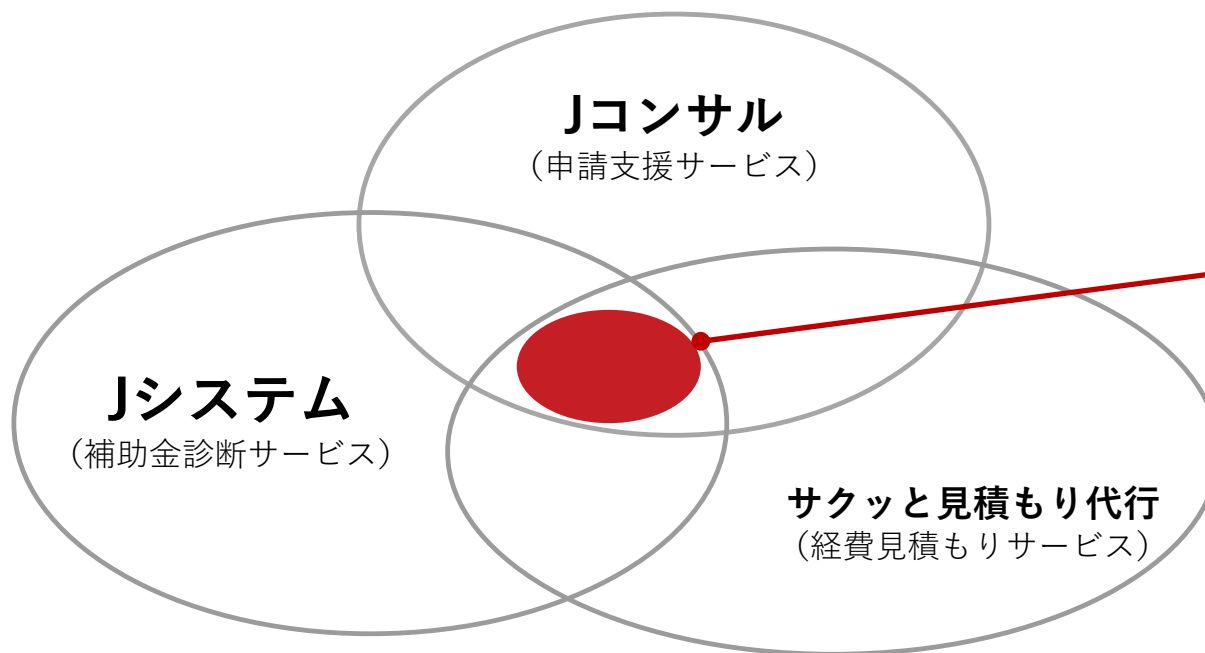 Jコンサル
（申請支援サービス）
Jシステム
（補助金診断サービス）
サクッと見積もり代行
（経費見積もりサービス）